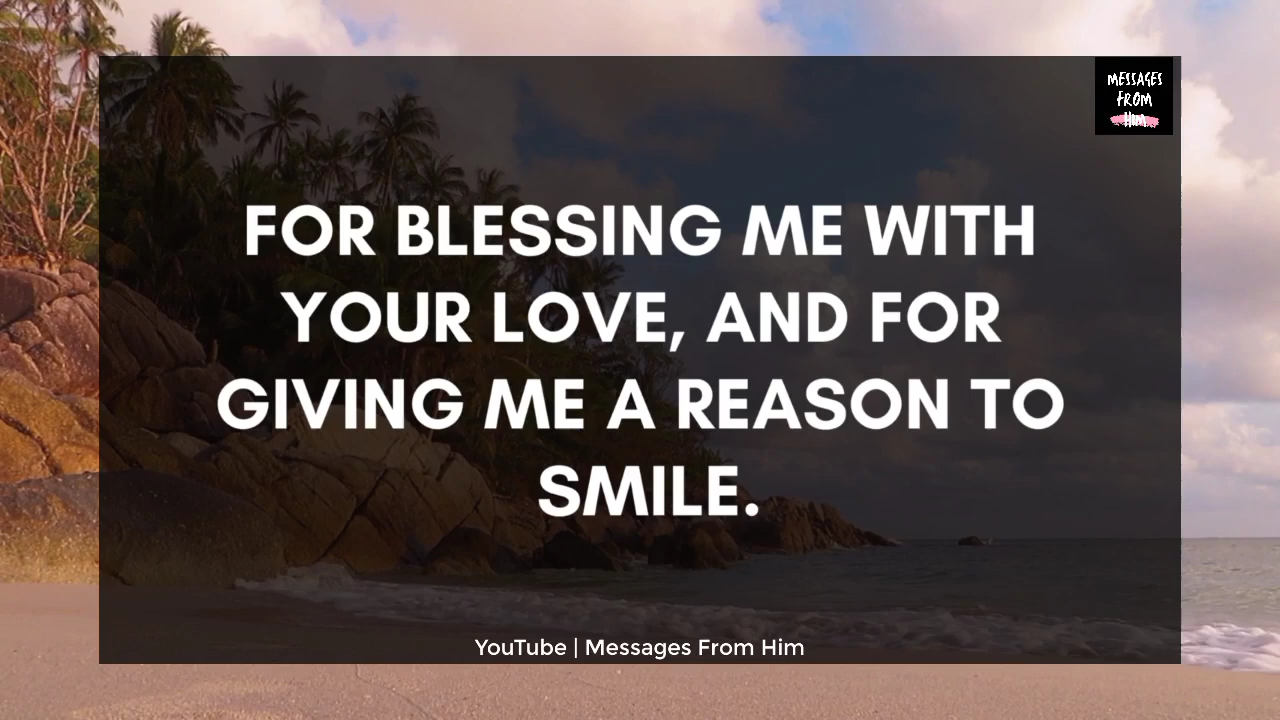 MESSAGES
FROM
Him
FOR BLESSING ME WITH
YOUR LOVE, AND FOR
GIVING ME A REASON TO
SMILE.
YouTube | Messages From Him